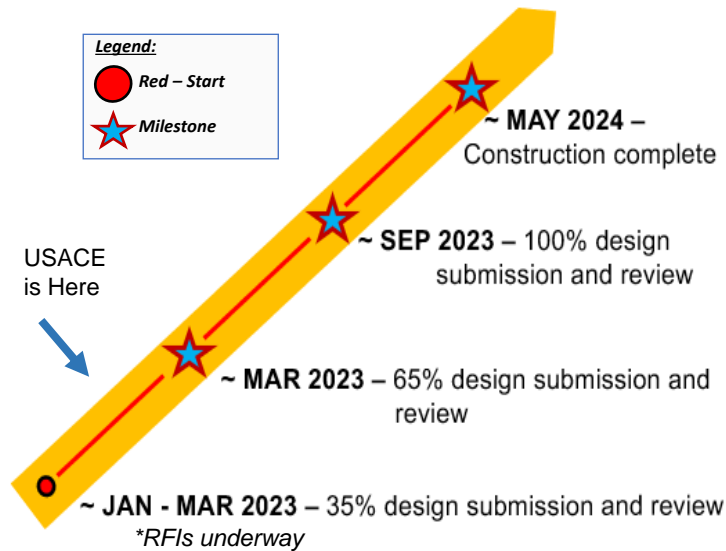 Legend:
Red – Start
Milestone
~ MAY 2024 –
Construction complete
~ SEP 2023 – 100% design
submission and review
USACE
is Here
~ MAR 2023 – 65% design submission and
review
~ JAN - MAR 2023 – 35% design submission and review
*RFIs underway